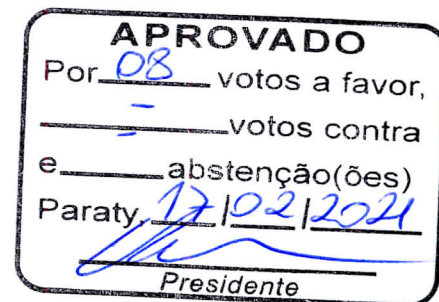 APROVADO
Por 08 votos a favor,
- votos contra
e - abstenção(ões)
Paraty, 17/02/2021
Presidente